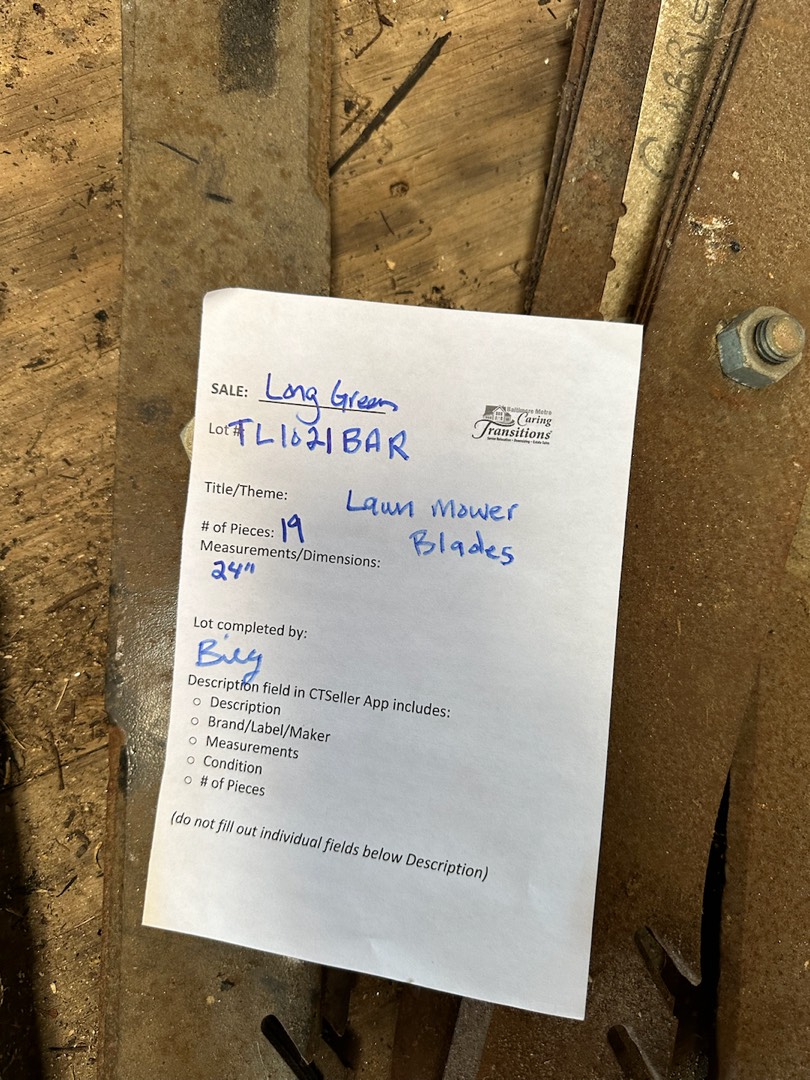 SALE: Long Green
Baltimore Metro
Caring
Transitions
Lot #: TL1021BAR
Title/Theme: Lawn Mower
Blades
# of Pieces: 19
Measurements/Dimensions:
24"
Lot completed by:
Description field in CTSeller App includes:
○ Description
○ Brand/Label/Maker
○ Measurements
○ Condition
○ # of Pieces
(do not fill out individual fields below Description)